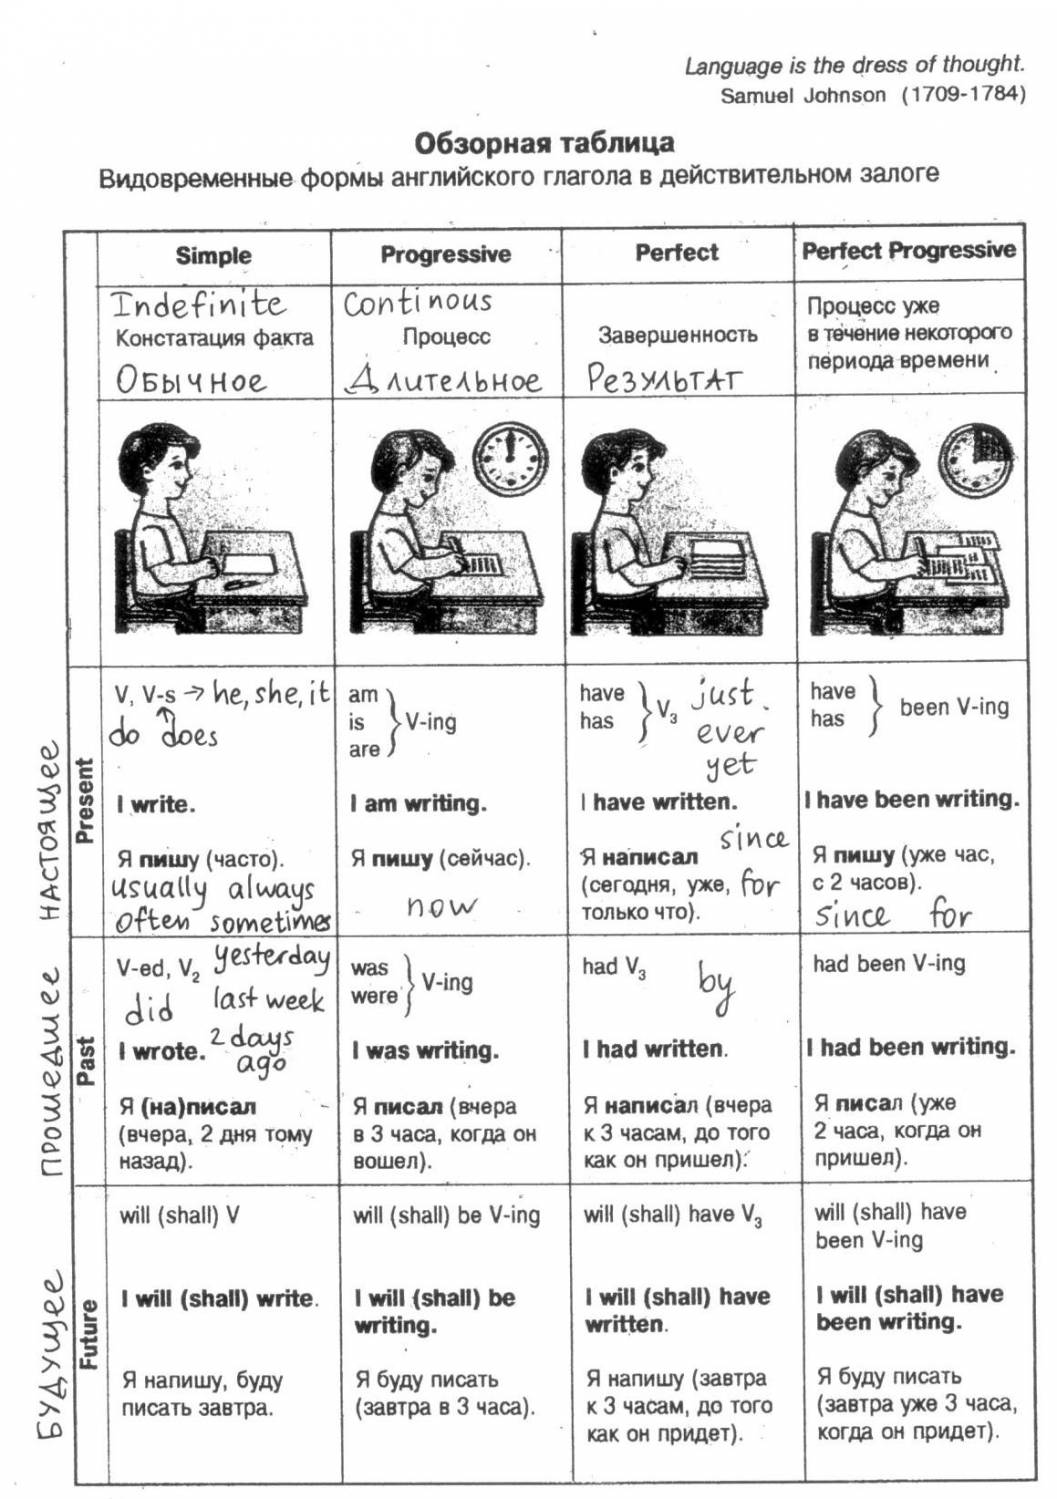 Language is the dress of thought.
Samuel Johnson (1709-1784)
Обзорная таблица
Видовременные формы английского глагола в действительном залоге
Simple
Progressive
Perfect
Perfect Progressive
Indefinite
Констатация факта
Обычное
Continous
Процесс
Длительное
Завершенность
Результат
Процесс уже
в течение некоторого
периода времени
настоящее
Present
V, V-s → he, she, it
do does
I write.
Я пишу (часто).
usually always
often sometimes
am
is
are
V-ing
I am writing.
Я пишу (сейчас).
now
have
has
V3
just
ever
yet
I have written.
since
Я написал
(сегодня, уже, for
только что).
have
has
been V-ing
I have been writing.
Я пишу (уже час,
с 2 часов).
since for
прошедшее
Past
V-ed, V2 yesterday
did last week
I wrote. 2 days
ago
Я (на)писал
(вчера, 2 дня тому
назад).
was
were
V-ing
I was writing.
Я писал (вчера
в 3 часа, когда он
вошел).
had V3
by
I had written.
Я написал (вчера
к 3 часам, до того
как он пришел).
had been V-ing
I had been writing.
Я писал (уже
2 часа, когда он
пришел).
будущее
Future
will (shall) V
I will (shall) write.
Я напишу, буду
писать завтра.
will (shall) be V-ing
I will (shall) be
writing.
Я буду писать
(завтра в 3 часа).
will (shall) have V3
I will (shall) have
written.
Я напишу (завтра
к 3 часам, до того
как он придет).
will (shall) have
been V-ing
I will (shall) have
been writing.
Я буду писать
(завтра уже 3 часа,
когда он придет).